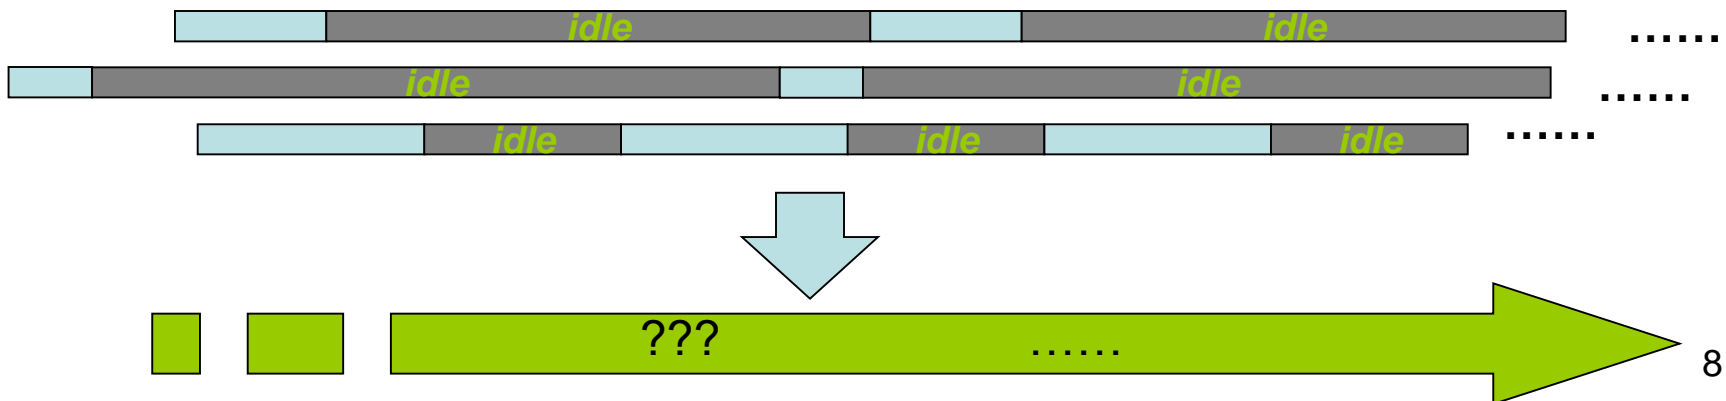 idle idle ......
idle idle ......
idle idle idle ......
??? ......
8